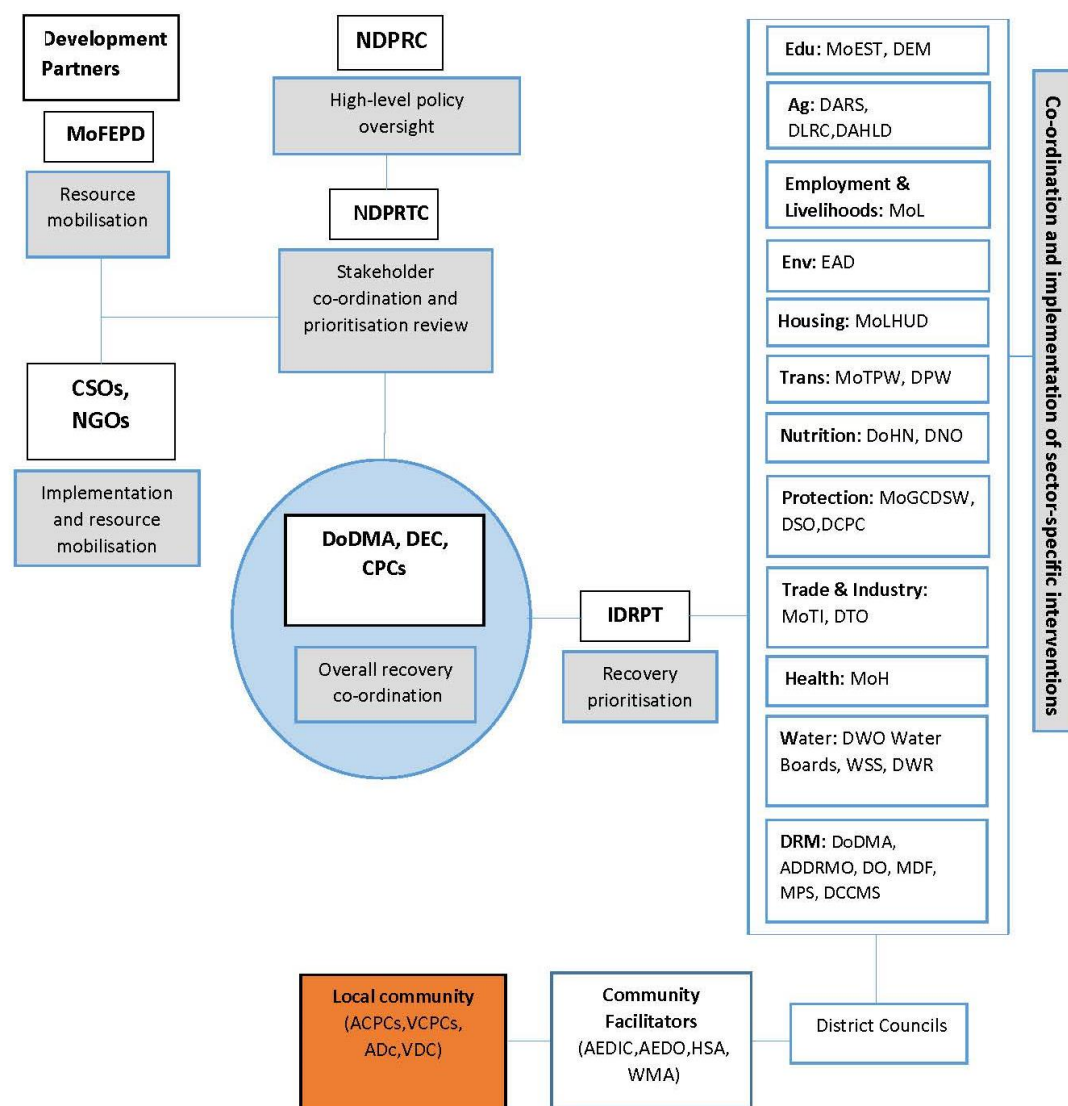 Development
Partners
MoFEPD
Resource
mobilisation
CSOs,
NGOs
Implementation
and resource
mobilisation
NDPRC
High-level policy
oversight
NDPRTC
Stakeholder
co-ordination and
prioritisation review
DoDMA, DEC,
CPCs
Overall recovery
co-ordination
IDRPT
Recovery
prioritisation
Edu: MoEST, DEM
Ag: DARS,
DLRC,DAHLD
Employment &
Livelihoods: MoL
Env: EAD
Housing: MoLHUD
Trans: MoTPW, DPW
Nutrition: DoHN, DNO
Protection: MoGCDSW,
DSO,DCPC
Trade & Industry:
MoTI, DTO
Health: MoH
Water: DWO Water
Boards, WSS, DWR
DRM: DoDMA,
ADDRMO, DO, MDF,
MPS, DCCMS
Co-ordination and implementation of sector-specific interventions
Local community
(ACPCs,VCPCs,
ADc,VDC)
Community
Facilitators
(AEDIC,AEDO,HSA,
WMA)
District Councils